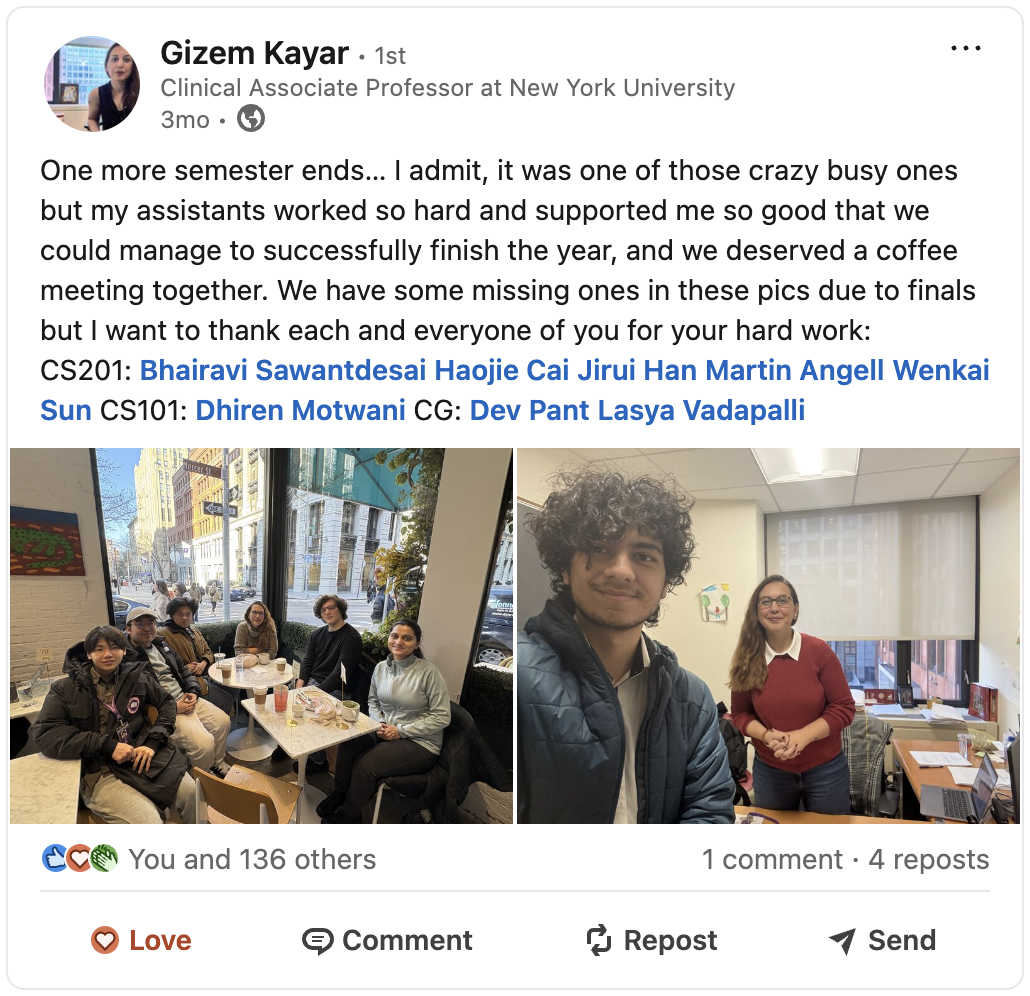 Gizem Kayar · 1st
Clinical Associate Professor at New York University
3mo ·
One more semester ends... I admit, it was one of those crazy busy ones
but my assistants worked so hard and supported me so good that we
could manage to successfully finish the year, and we deserved a coffee
meeting together. We have some missing ones in these pics due to finals
but I want to thank each and everyone of you for your hard work:
CS201: Bhairavi Sawantdesai Haojie Cai Jirui Han Martin Angell Wenkai
Sun CS101: Dhiren Motwani CG: Dev Pant Lasya Vadapalli
Mercer St
You and 136 others
1 comment · 4 reposts
Love
Comment
Repost
Send